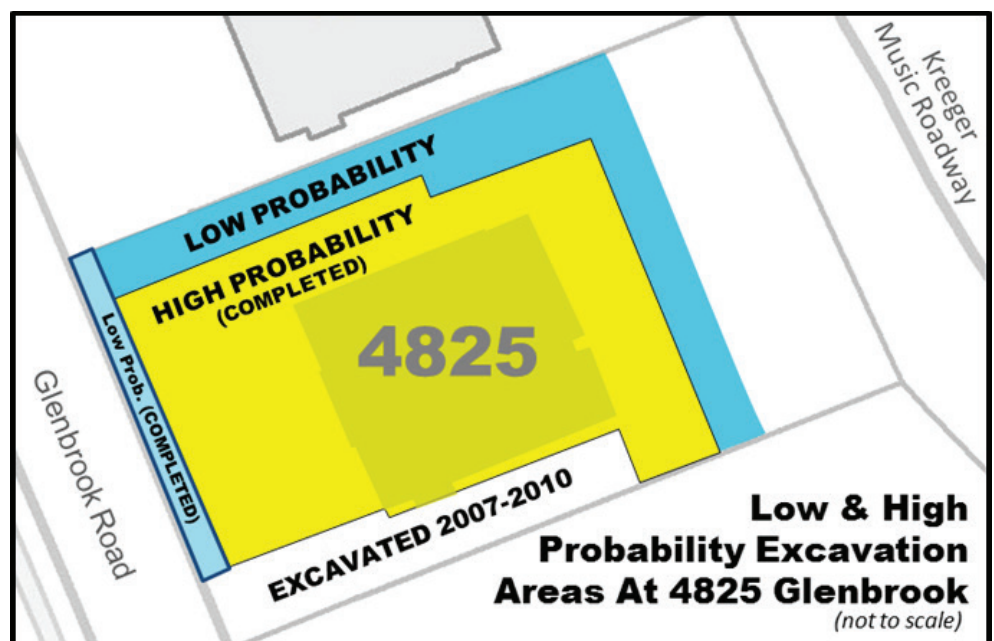 Kreeger
Music Roadway
LOW PROBABILITY
HIGH PROBABILITY
(COMPLETED)
4825
Low Prob. (COMPLETED)
Glenbrook Road
EXCAVATED 2007-2010
Low & High
Probability Excavation
Areas At 4825 Glenbrook
(not to scale)